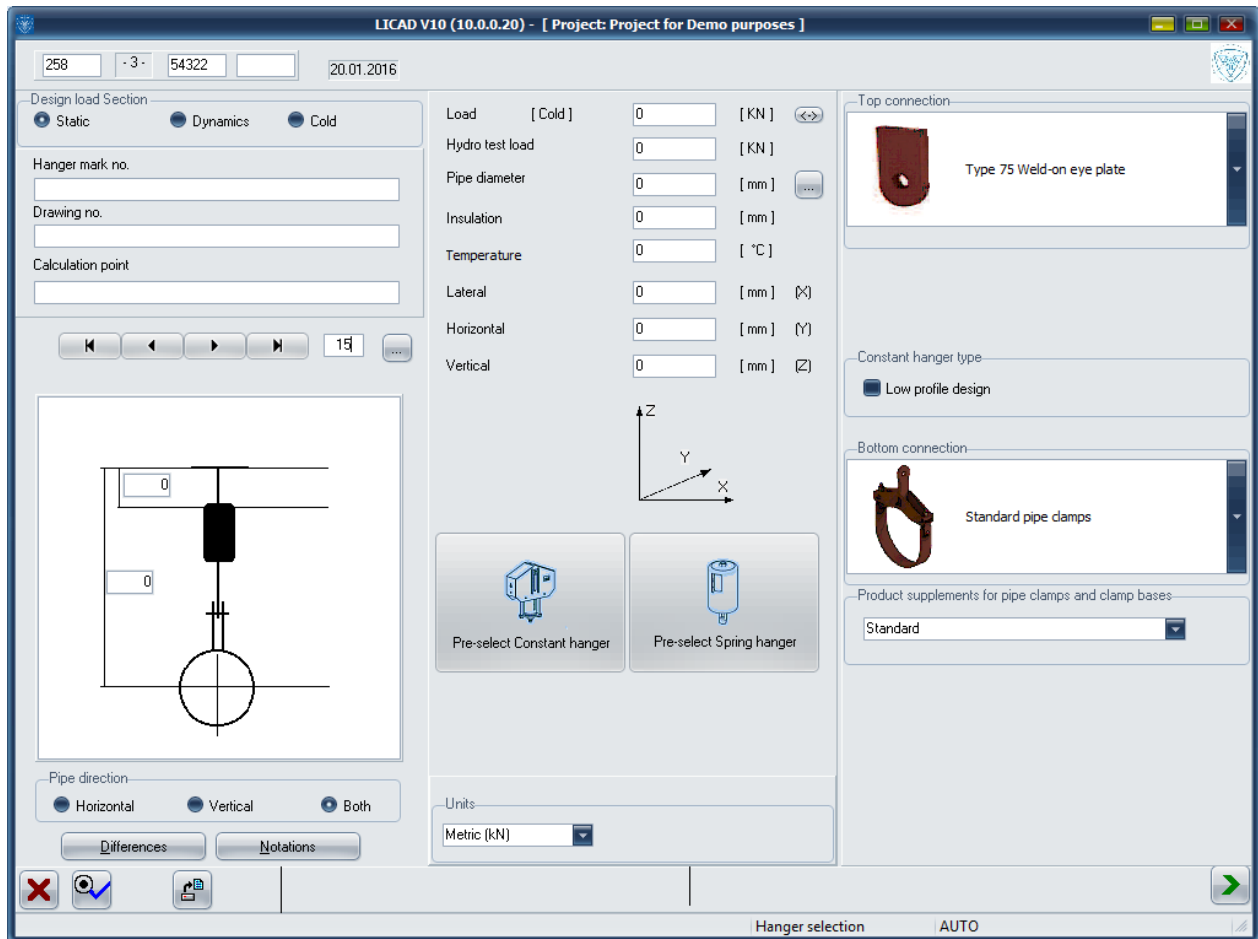 LICAD V10 (10.0.0.20) - [ Project: Project for Demo purposes ]
258 - 3 - 54322 20.01.2016
Design load Section
Static Dynamics Cold
Hanger mark no.
Drawing no.
Calculation point
15 ...
0
0
Pipe direction
Horizontal Vertical Both
Differences Notations
Load [ Cold ] 0 [ KN ] <->
Hydro test load 0 [ KN ]
Pipe diameter 0 [ mm ] ...
Insulation 0 [ mm ]
Temperature 0 [ °C ]
Lateral 0 [ mm ] (X)
Horizontal 0 [ mm ] (Y)
Vertical 0 [ mm ] (Z)
Z
Y
X
Pre-select Constant hanger Pre-select Spring hanger
Units
Metric (kN)
Top connection
Type 75 Weld-on eye plate
Constant hanger type
Low profile design
Bottom connection
Standard pipe clamps
Product supplements for pipe clamps and clamp bases
Standard
Hanger selection AUTO